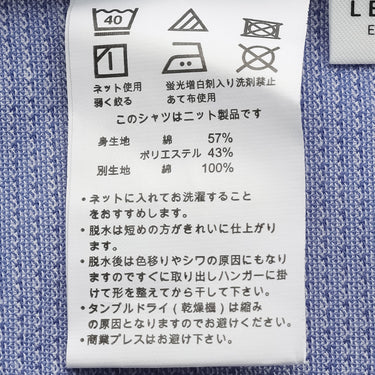 LE
E
40
ネット使用
弱く絞る
蛍光増白剤入り洗剤禁止
あて布使用
このシャツはニット製品です
身生地 綿 57%
ポリエステル 43%
別生地 綿 100%
・ネットに入れてお洗濯すること
をおすすめします。
・脱水は短めの方がきれいに仕上がり
ます。
・脱水後は色移りやシワの原因にもなり
ますのですぐに取り出しハンガーに掛
けて形を整えてから干して下さい。
・タンブルドライ(乾燥機)は縮み
の原因となりますのでお避けください。
・商業プレスはお避け下さい。